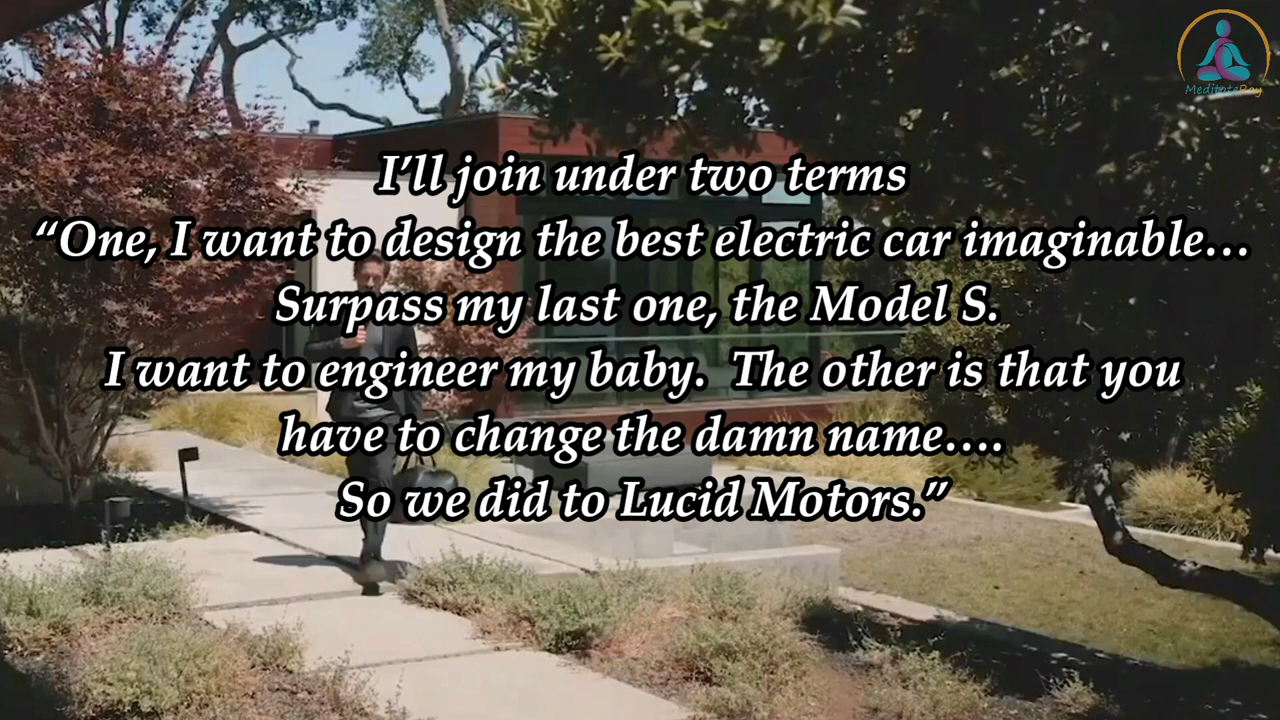 MeditateRay
I’ll join under two terms
“One, I want to design the best electric car imaginable…
Surpass my last one, the Model S.
I want to engineer my baby.  The other is that you
have to change the damn name….
So we did to Lucid Motors.”